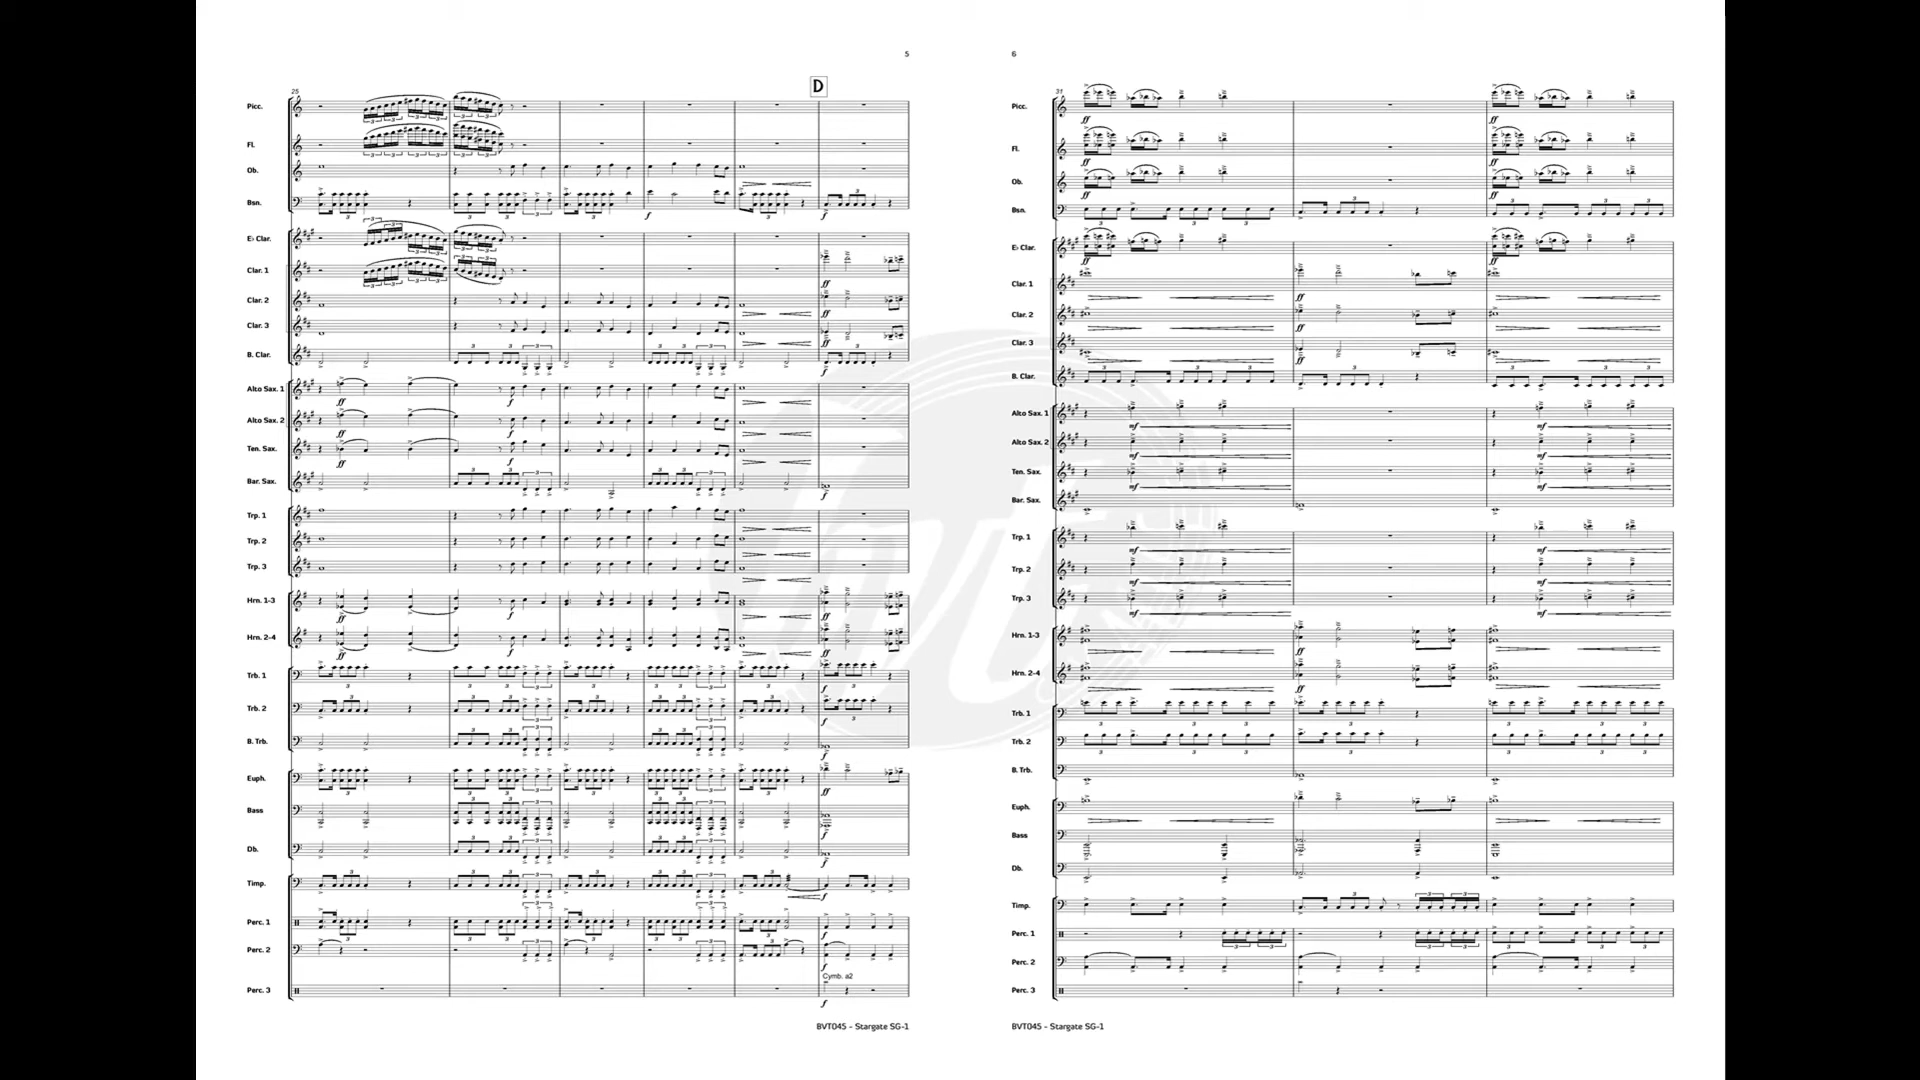 5
D
25
Picc.
Fl.
Ob.
Bsn.
E♭ Clar.
Clar. 1
Clar. 2
Clar. 3
B. Clar.
Alto Sax. 1
Alto Sax. 2
Ten. Sax.
Bar. Sax.
Trp. 1
Trp. 2
Trp. 3
Hrn. 1-3
Hrn. 2-4
Trb. 1
Trb. 2
B. Trb.
Euph.
Bass
Db.
Timp.
Perc. 1
Perc. 2
Cymb. a2
Perc. 3
BVT045 - Stargate SG-1
6
31
Picc.
Fl.
Ob.
Bsn.
E♭ Clar.
Clar. 1
Clar. 2
Clar. 3
B. Clar.
Alto Sax. 1
Alto Sax. 2
Ten. Sax.
Bar. Sax.
Trp. 1
Trp. 2
Trp. 3
Hrn. 1-3
Hrn. 2-4
Trb. 1
Trb. 2
B. Trb.
Euph.
Bass
Db.
Timp.
Perc. 1
Perc. 2
Perc. 3
BVT045 - Stargate SG-1